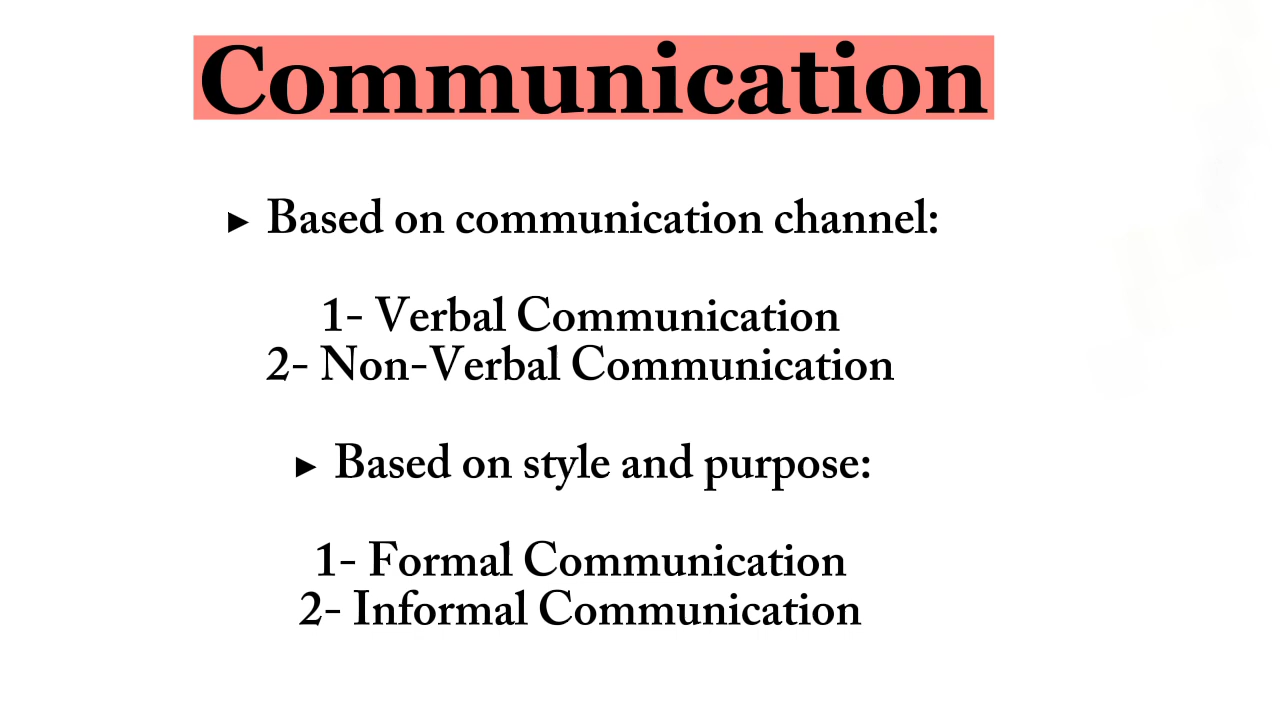 Communication
► Based on communication channel:
1- Verbal Communication
2- Non-Verbal Communication
► Based on style and purpose:
1- Formal Communication
2- Informal Communication